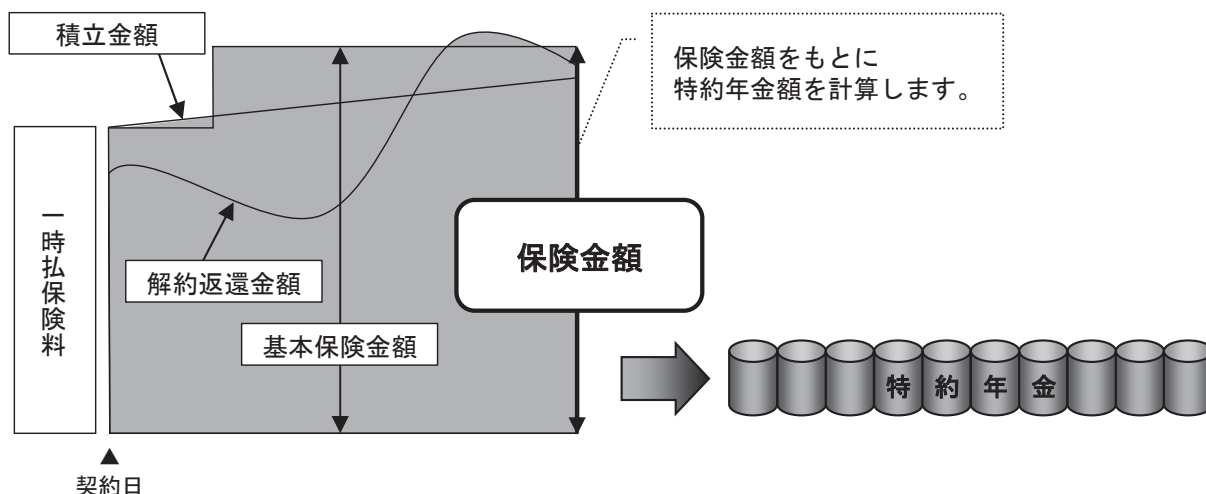 積立金額
保険金額をもとに
特約年金額を計算します。
一時払保険料
保険金額
解約返還金額
基本保険金額
特約年金
契約日